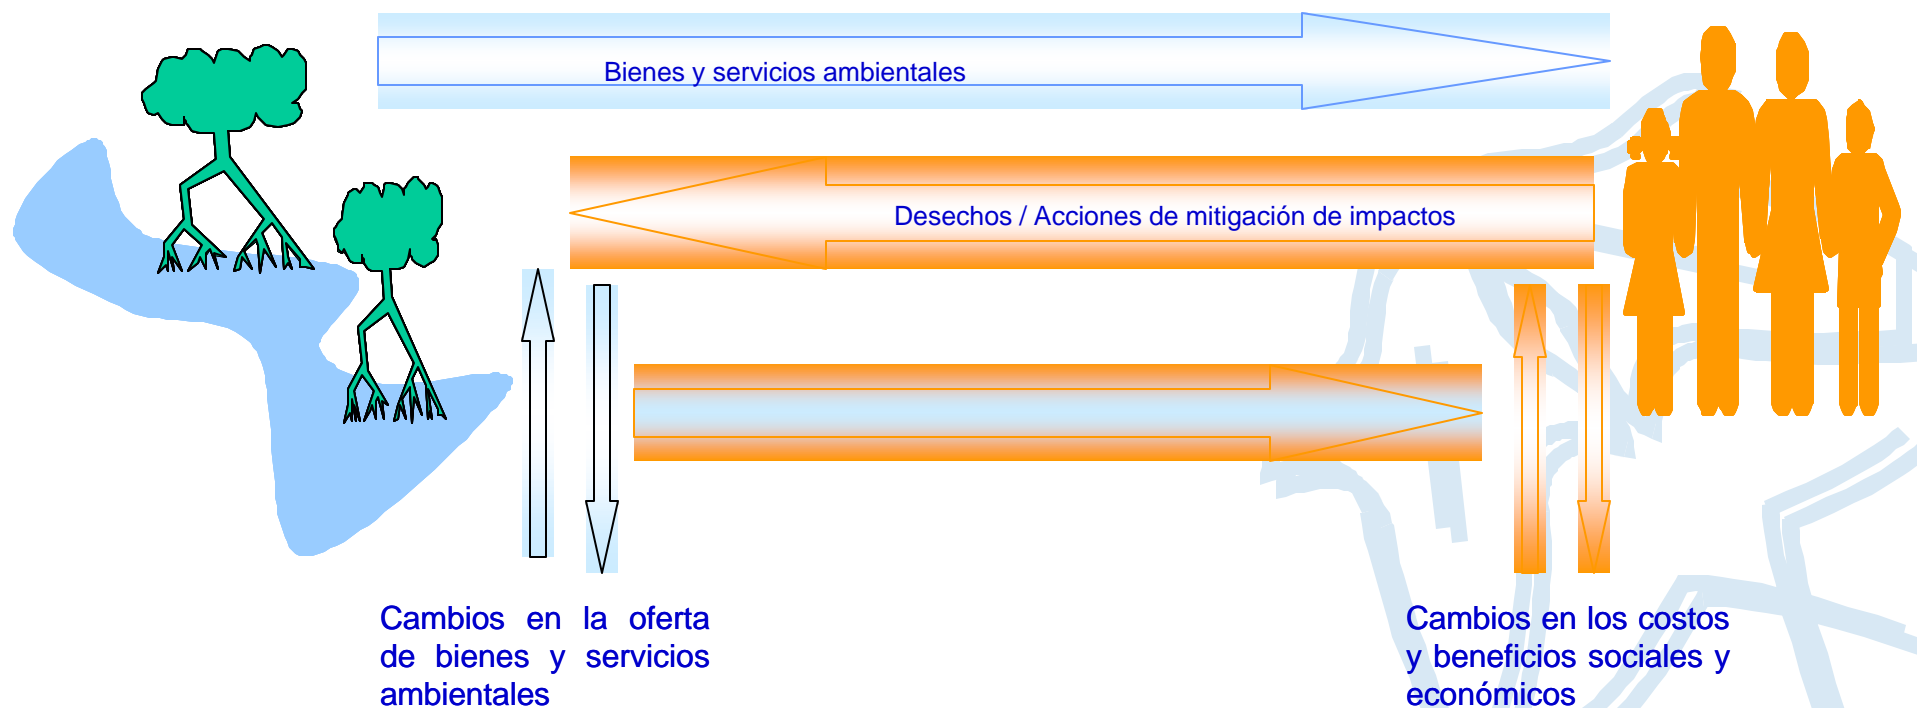 Bienes y servicios ambientales
Desechos / Acciones de mitigación de impactos
Cambios en la oferta
de bienes y servicios
ambientales
Cambios en los costos
y beneficios sociales y
económicos